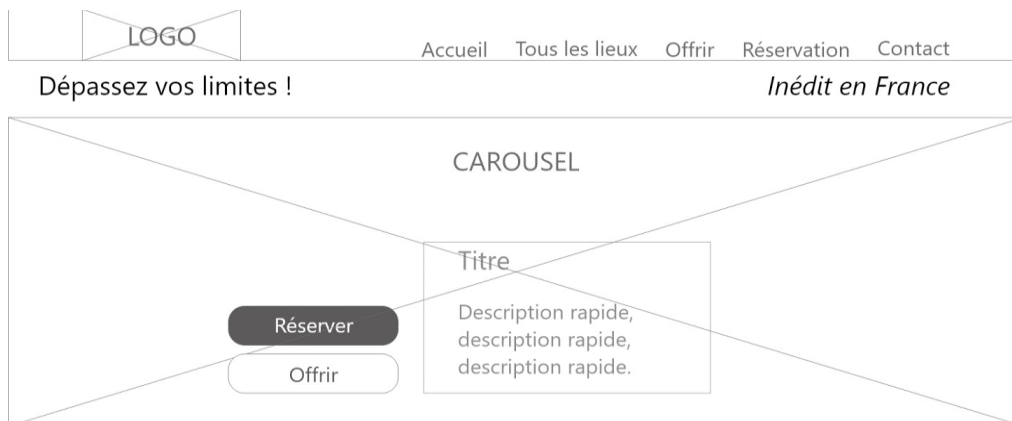 LOGO
Accueil Tous les lieux Offrir Réservation Contact
Dépassez vos limites !
Inédit en France
CAROUSEL
Titre
Description rapide,
description rapide,
description rapide.
Réserver
Offrir